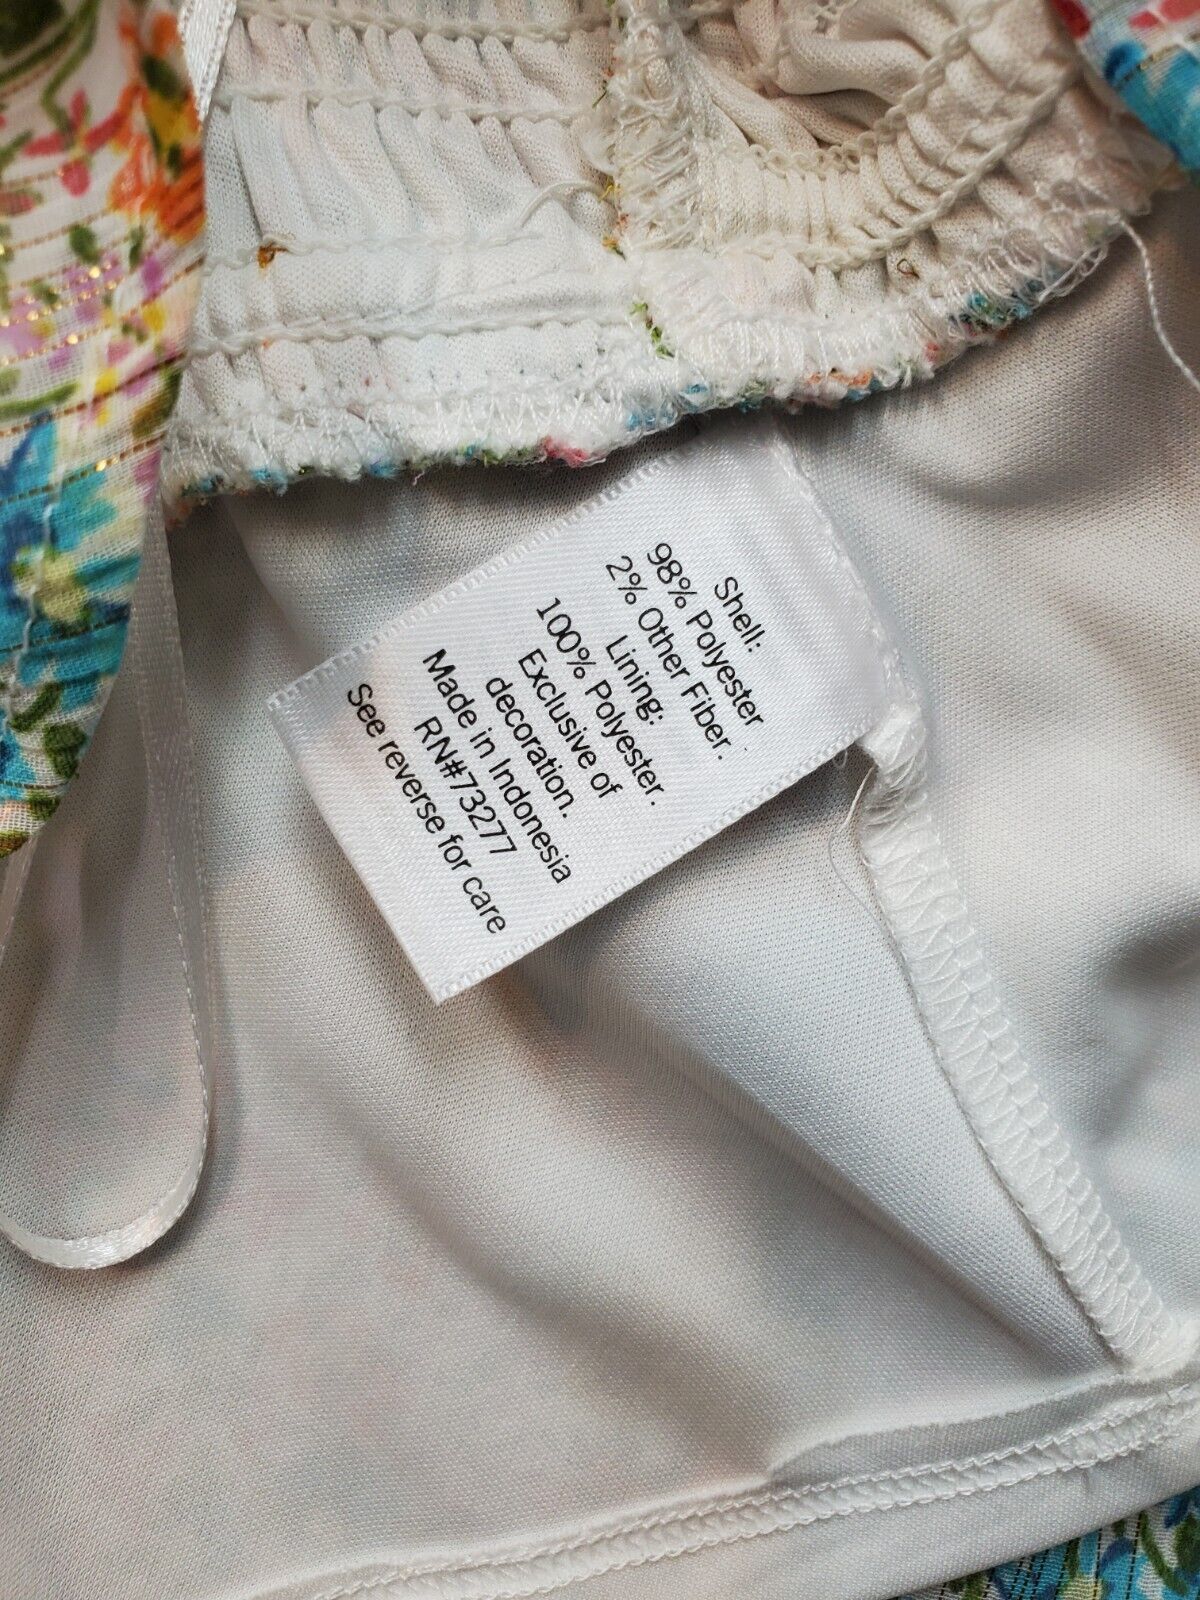 Shell:
98% Polyester
2% Other Fiber.
Lining:
100% Polyester.
Exclusive of
decoration.
Made in Indonesia
RN#73277
See reverse for care